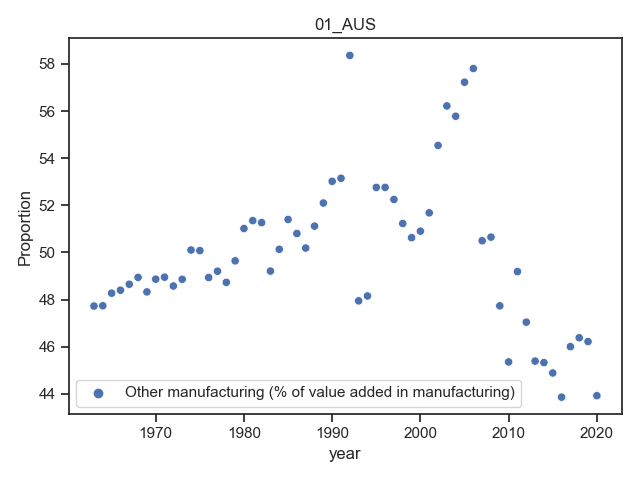 01_AUS
Proportion
58
56
54
52
50
48
46
44
Other manufacturing (% of value added in manufacturing)
1970 1980 1990 2000 2010 2020
year